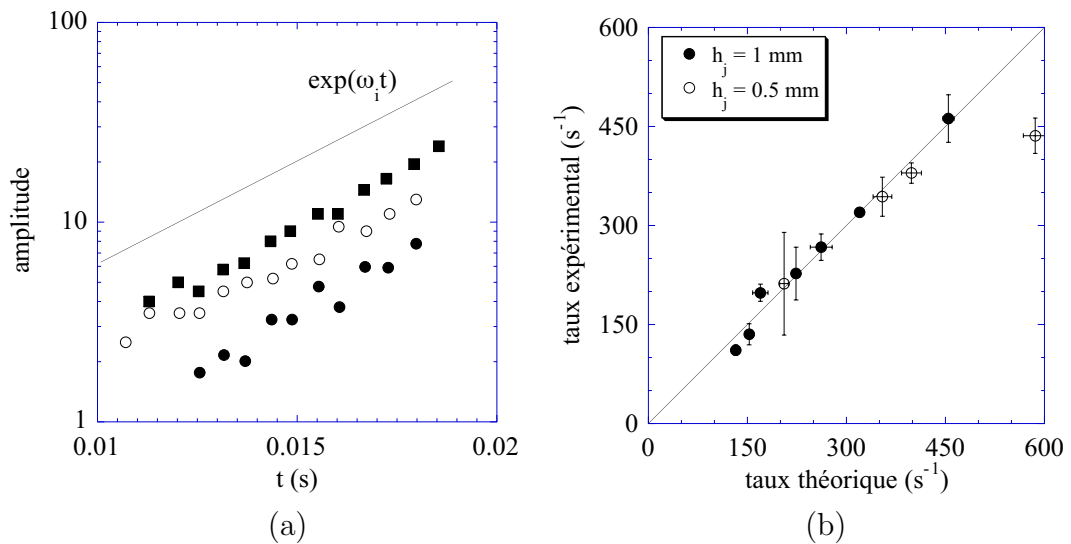 100
10
1
0.01
0.015
0.02
amplitude
t (s)
exp(ω_i t)
(a)
600
450
300
150
0
0
150
300
450
600
h_j = 1 mm
h_j = 0.5 mm
taux expérimental (s⁻¹)
taux théorique (s⁻¹)
(b)